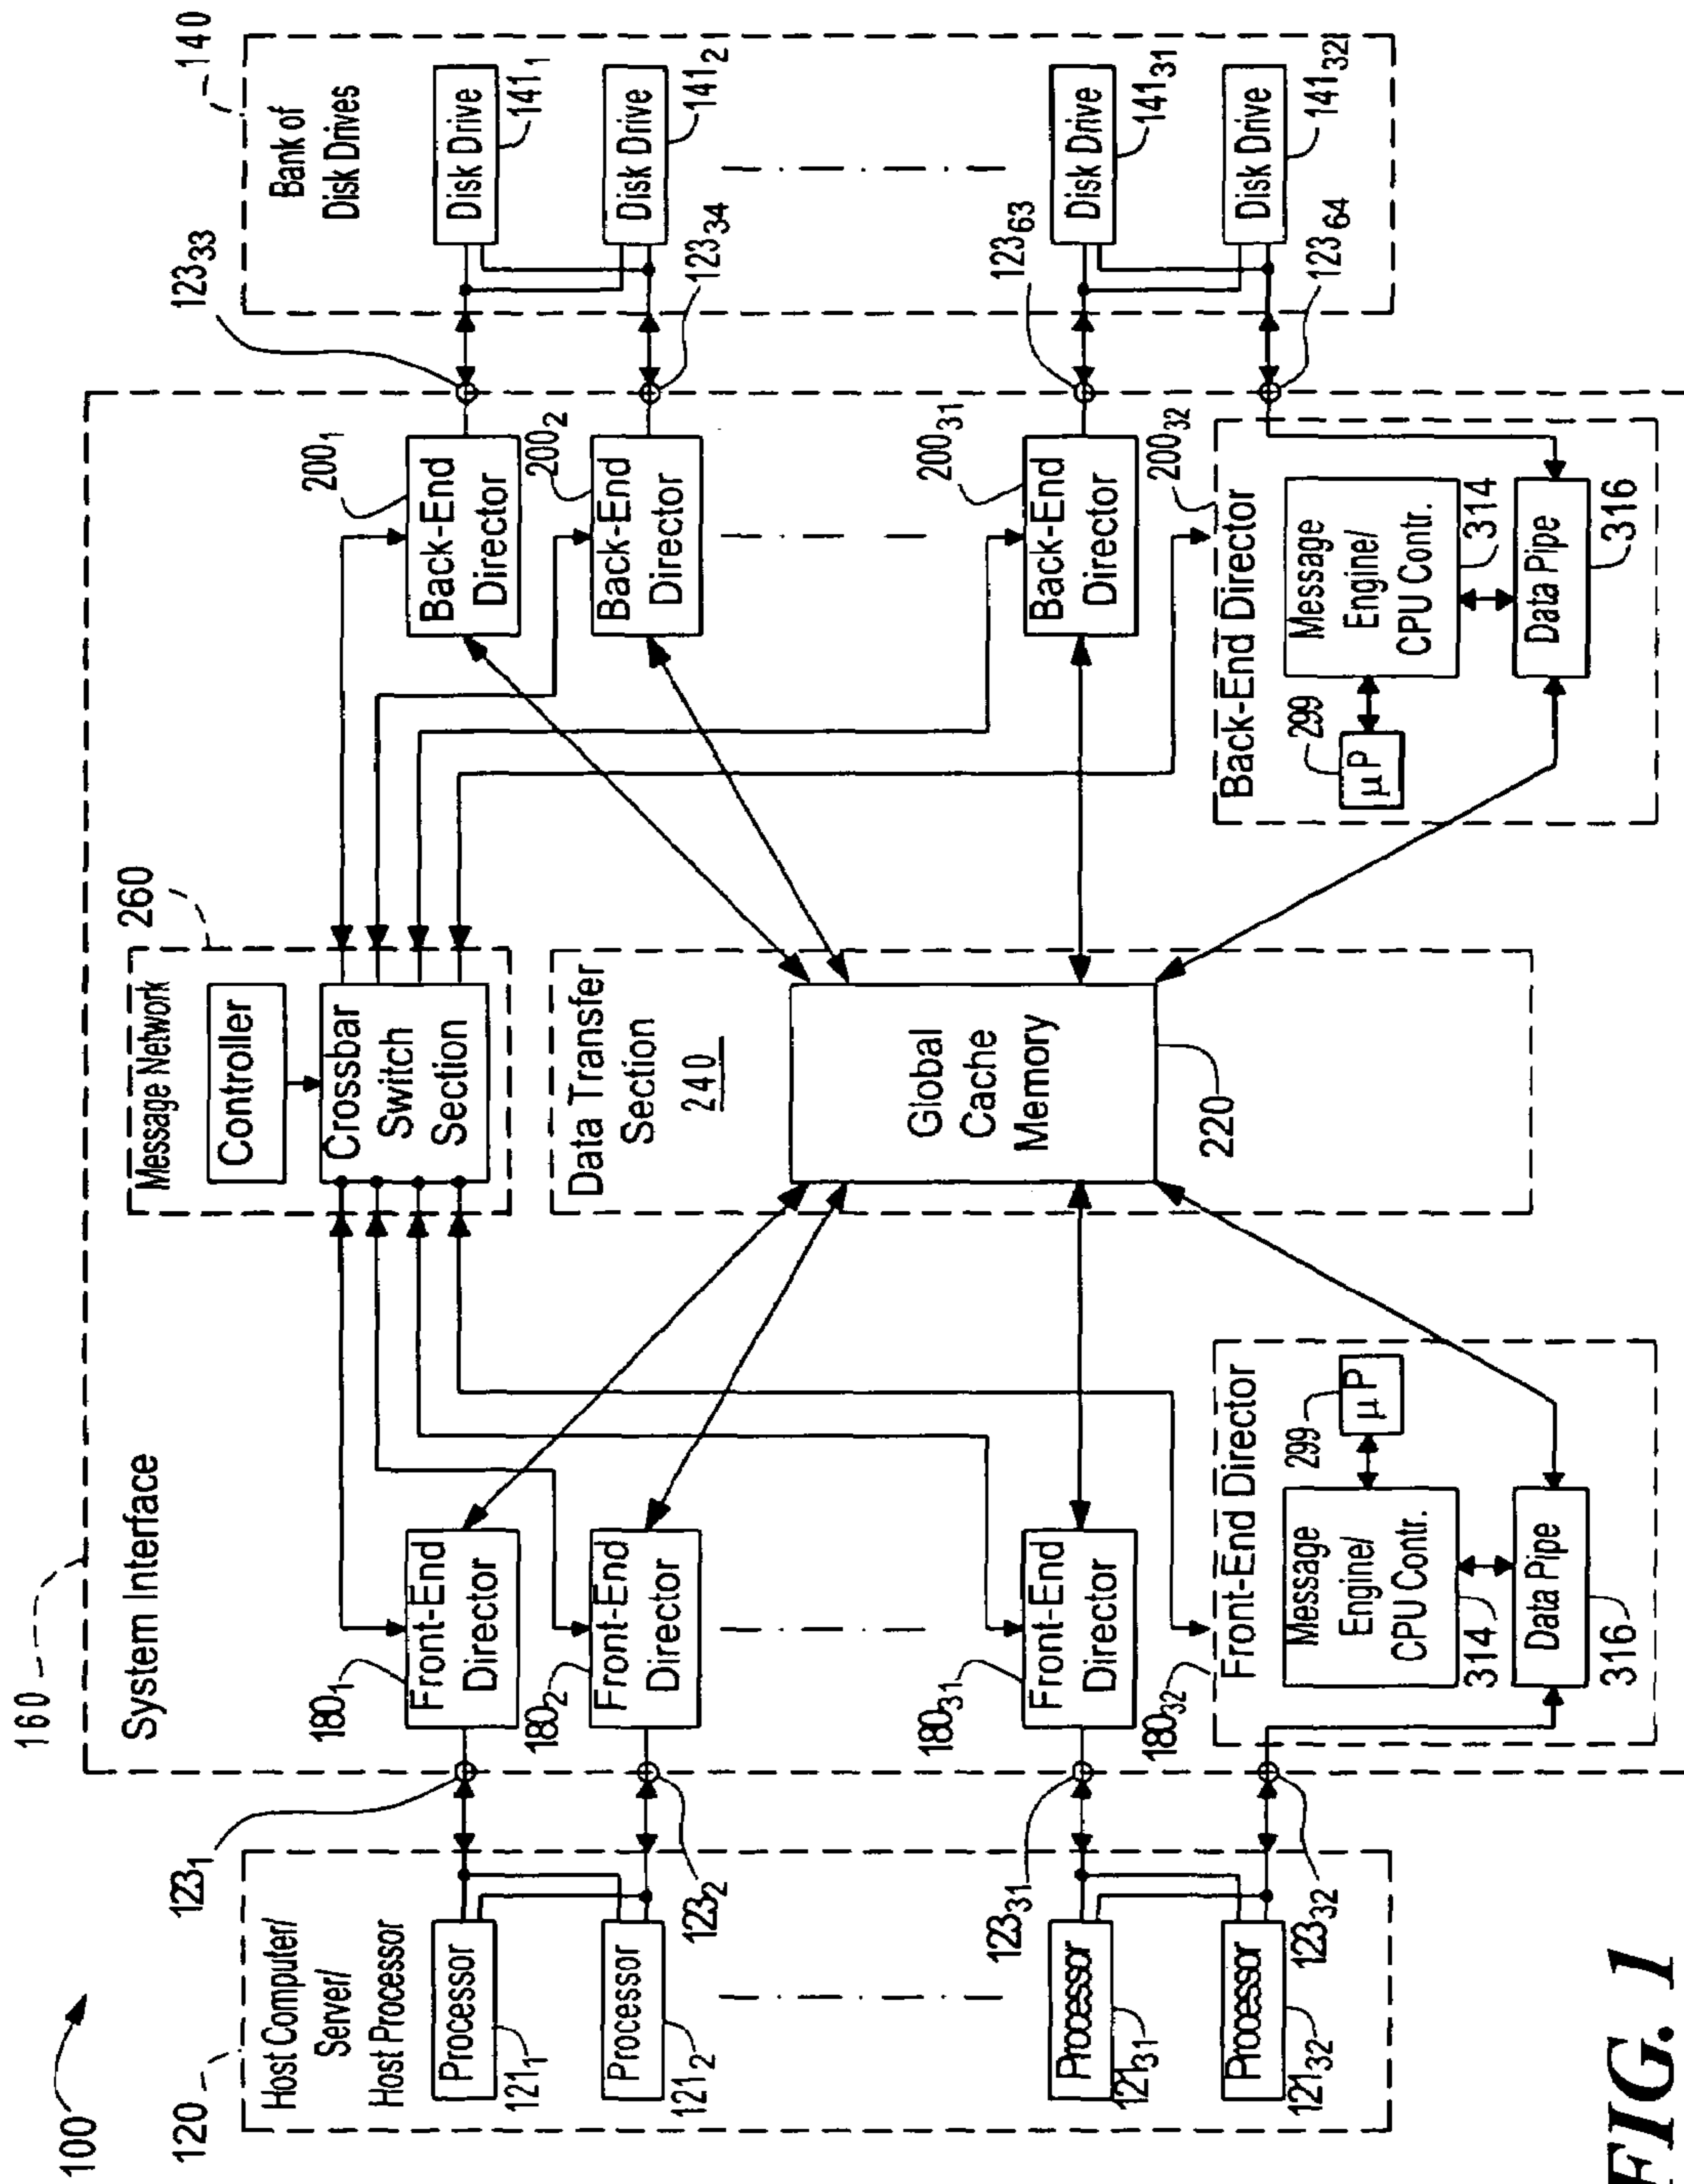 100
120
Host Computer/
Server/
Host Processor
Processor
121₁
Processor
121₂
Processor
121₃₁
Processor
121₃₂
123₁
123₂
123₃₁
123₃₂
160
System Interface
180₁
Front-End
Director
180₂
Front-End
Director
180₃₁
Front-End
Director
180₃₂
Front-End Director
Message
Engine/
CPU Contr.
314
299
µP
Data Pipe
316
Message Network
260
Controller
Crossbar
Switch
Section
Data Transfer
Section
240
Global
Cache
Memory
220
200₁
Back-End
Director
200₂
Back-End
Director
200₃₁
Back-End
Director
200₃₂
Back-End Director
299
µP
Message
Engine/
CPU Contr.
314
Data Pipe
316
123₃₃
123₃₄
123₆₃
123₆₄
140
Bank of
Disk Drives
Disk Drive
141₁
Disk Drive
141₂
Disk Drive
141₃₁
Disk Drive
141₃₂
FIG. 1